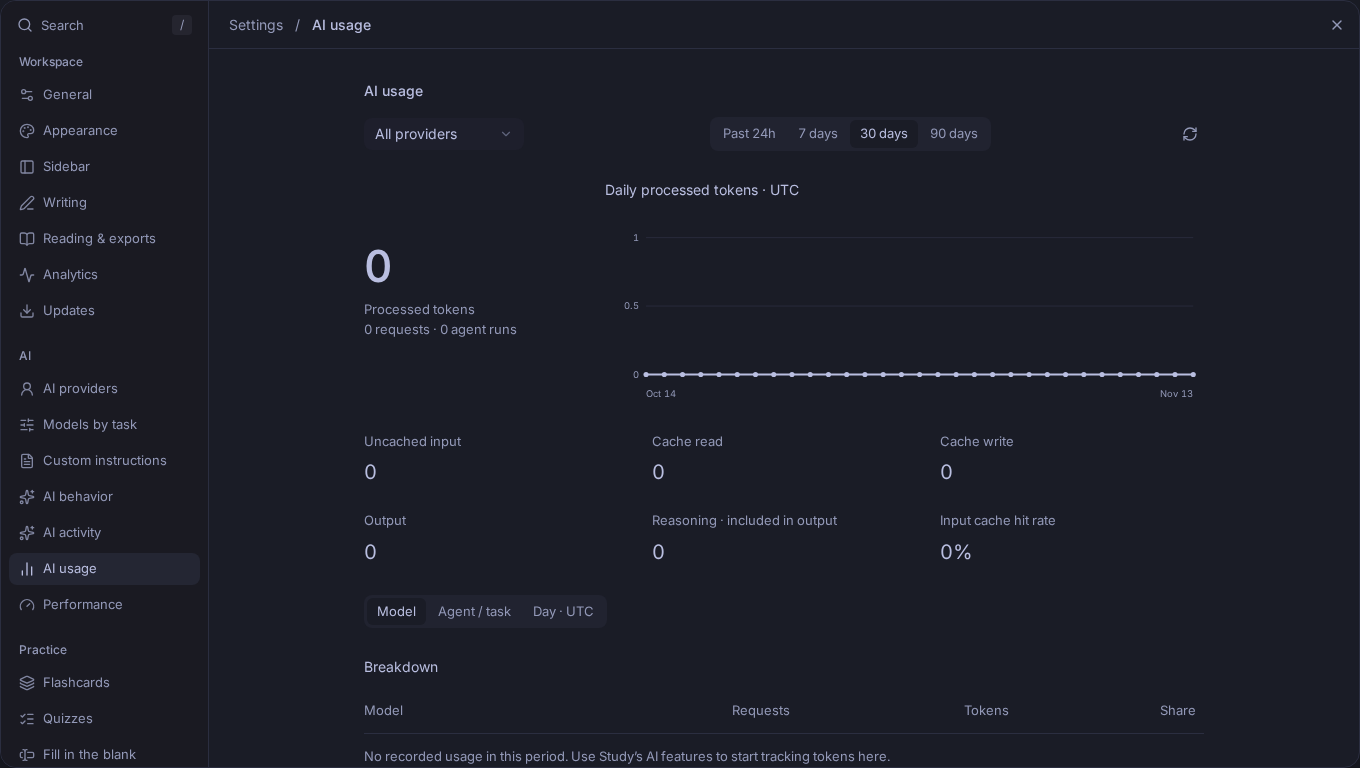 Search
/
Workspace
General
Appearance
Sidebar
Writing
Reading & exports
Analytics
Updates
AI
AI providers
Models by task
Custom instructions
AI behavior
AI activity
AI usage
Performance
Practice
Flashcards
Quizzes
Fill in the blank
Settings / AI usage
AI usage
All providers
Past 24h 7 days 30 days 90 days
Daily processed tokens · UTC
0
Processed tokens
0 requests · 0 agent runs
1
0.5
0
Oct 14 Nov 13
Uncached input Cache read Cache write
0 0 0
Output Reasoning · included in output Input cache hit rate
0 0 0%
Model Agent / task Day · UTC
Breakdown
Model Requests Tokens Share
No recorded usage in this period. Use Study’s AI features to start tracking tokens here.